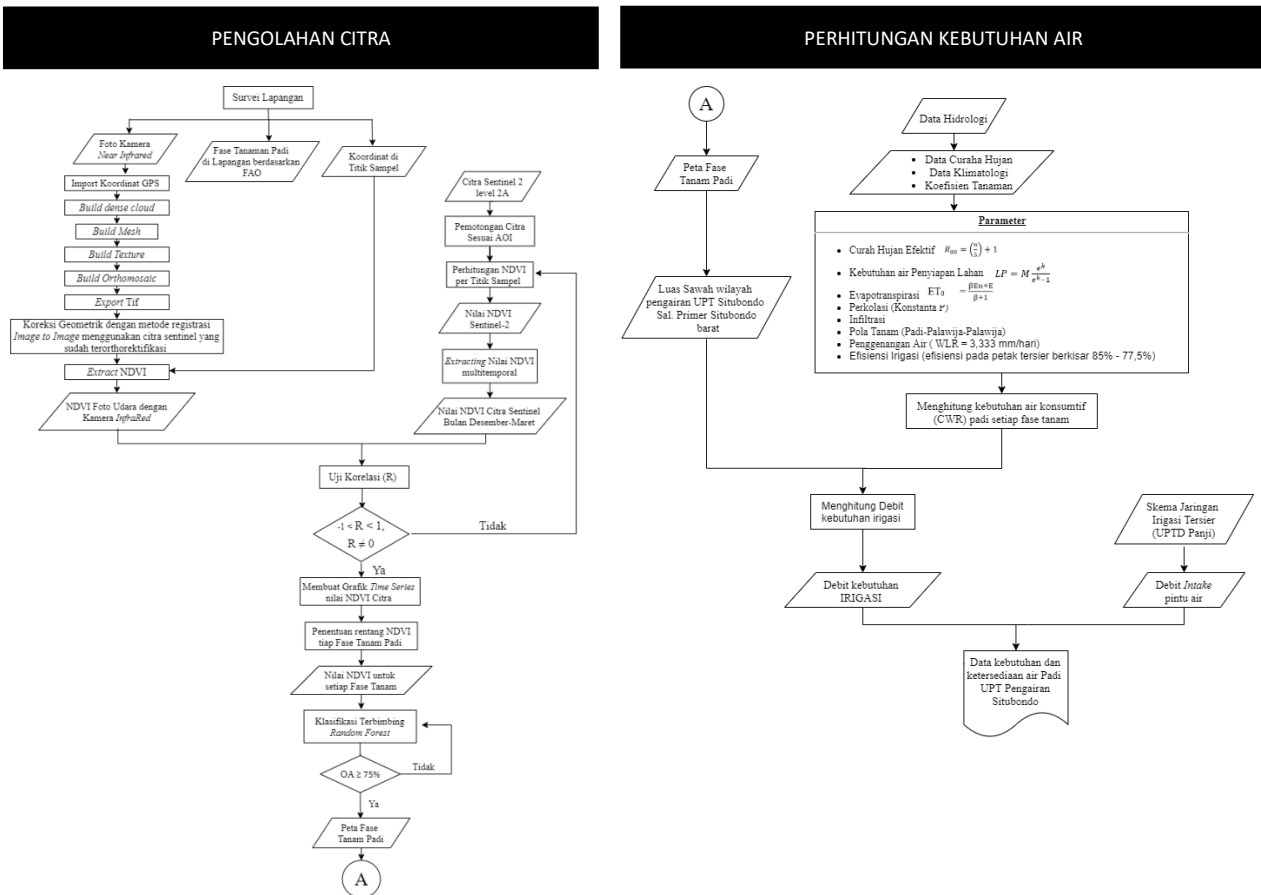 PENGOLAHAN CITRA
Survei Lapangan
Foto Kamera
Near Infrared
Fase Tanaman Padi
di Lapangan berdasarkan
FAO
Koordinat di
Titik Sampel
Import Koordinat GPS
Build dense cloud
Build Mesh
Build Texture
Build Orthomosaic
Export Tif
Koreksi Geometrik dengan metode registrasi
Image to Image menggunakan citra sentinel yang
sudah terorthorektifikasi
Extract NDVI
NDVI Foto Udara dengan
Kamera InfraRed
Citra Sentinel 2
level 2A
Pemotongan Citra
Sesuai AOI
Perhitungan NDVI
per Titik Sampel
Nilai NDVI
Sentinel-2
Extracting Nilai NDVI
multitemporal
Nilai NDVI Citra Sentinel
Bulan Desember-Maret
Uji Korelasi (R)
-1 < R < 1,
R ≠ 0
Tidak
Ya
Membuat Grafik Time Series
nilai NDVI Citra
Penentuan rentang NDVI
tiap Fase Tanam Padi
Nilai NDVI untuk
setiap Fase Tanam
Klasifikasi Terbimbing
Random Forest
OA ≥ 75%
Tidak
Ya
Peta Fase
Tanam Padi
A
PERHITUNGAN KEBUTUHAN AIR
A
Peta Fase
Tanam Padi
Luas Sawah wilayah
pengairan UPT Situbondo
Sal. Primer Situbondo
barat
Data Hidrologi
• Data Curaha Hujan
• Data Klimatologi
• Koefisien Tanaman
Parameter
• Curah Hujan Efektif R₈₀ = (n/5) + 1
• Kebutuhan air Penyiapan Lahan LP = M eᵏ/eᵏ⁻¹
• Evapotranspirasi ET₀ = βEn+E/β+1
• Perkolasi (Konstanta P)
• Infiltrasi
• Pola Tanam (Padi-Palawija-Palawija)
• Penggenangan Air ( WLR = 3,333 mm/hari)
• Efisiensi Irigasi (efisiensi pada petak tersier berkisar 85% - 77,5%)
Menghitung kebutuhan air konsumtif
(CWR) padi setiap fase tanam
Menghitung Debit
kebutuhan irigasi
Debit kebutuhan
IRIGASI
Skema Jaringan
Irigasi Tersier
(UPTD Panji)
Debit Intake
pintu air
Data kebutuhan dan
ketersediaan air Padi
UPT Pengairan
Situbondo